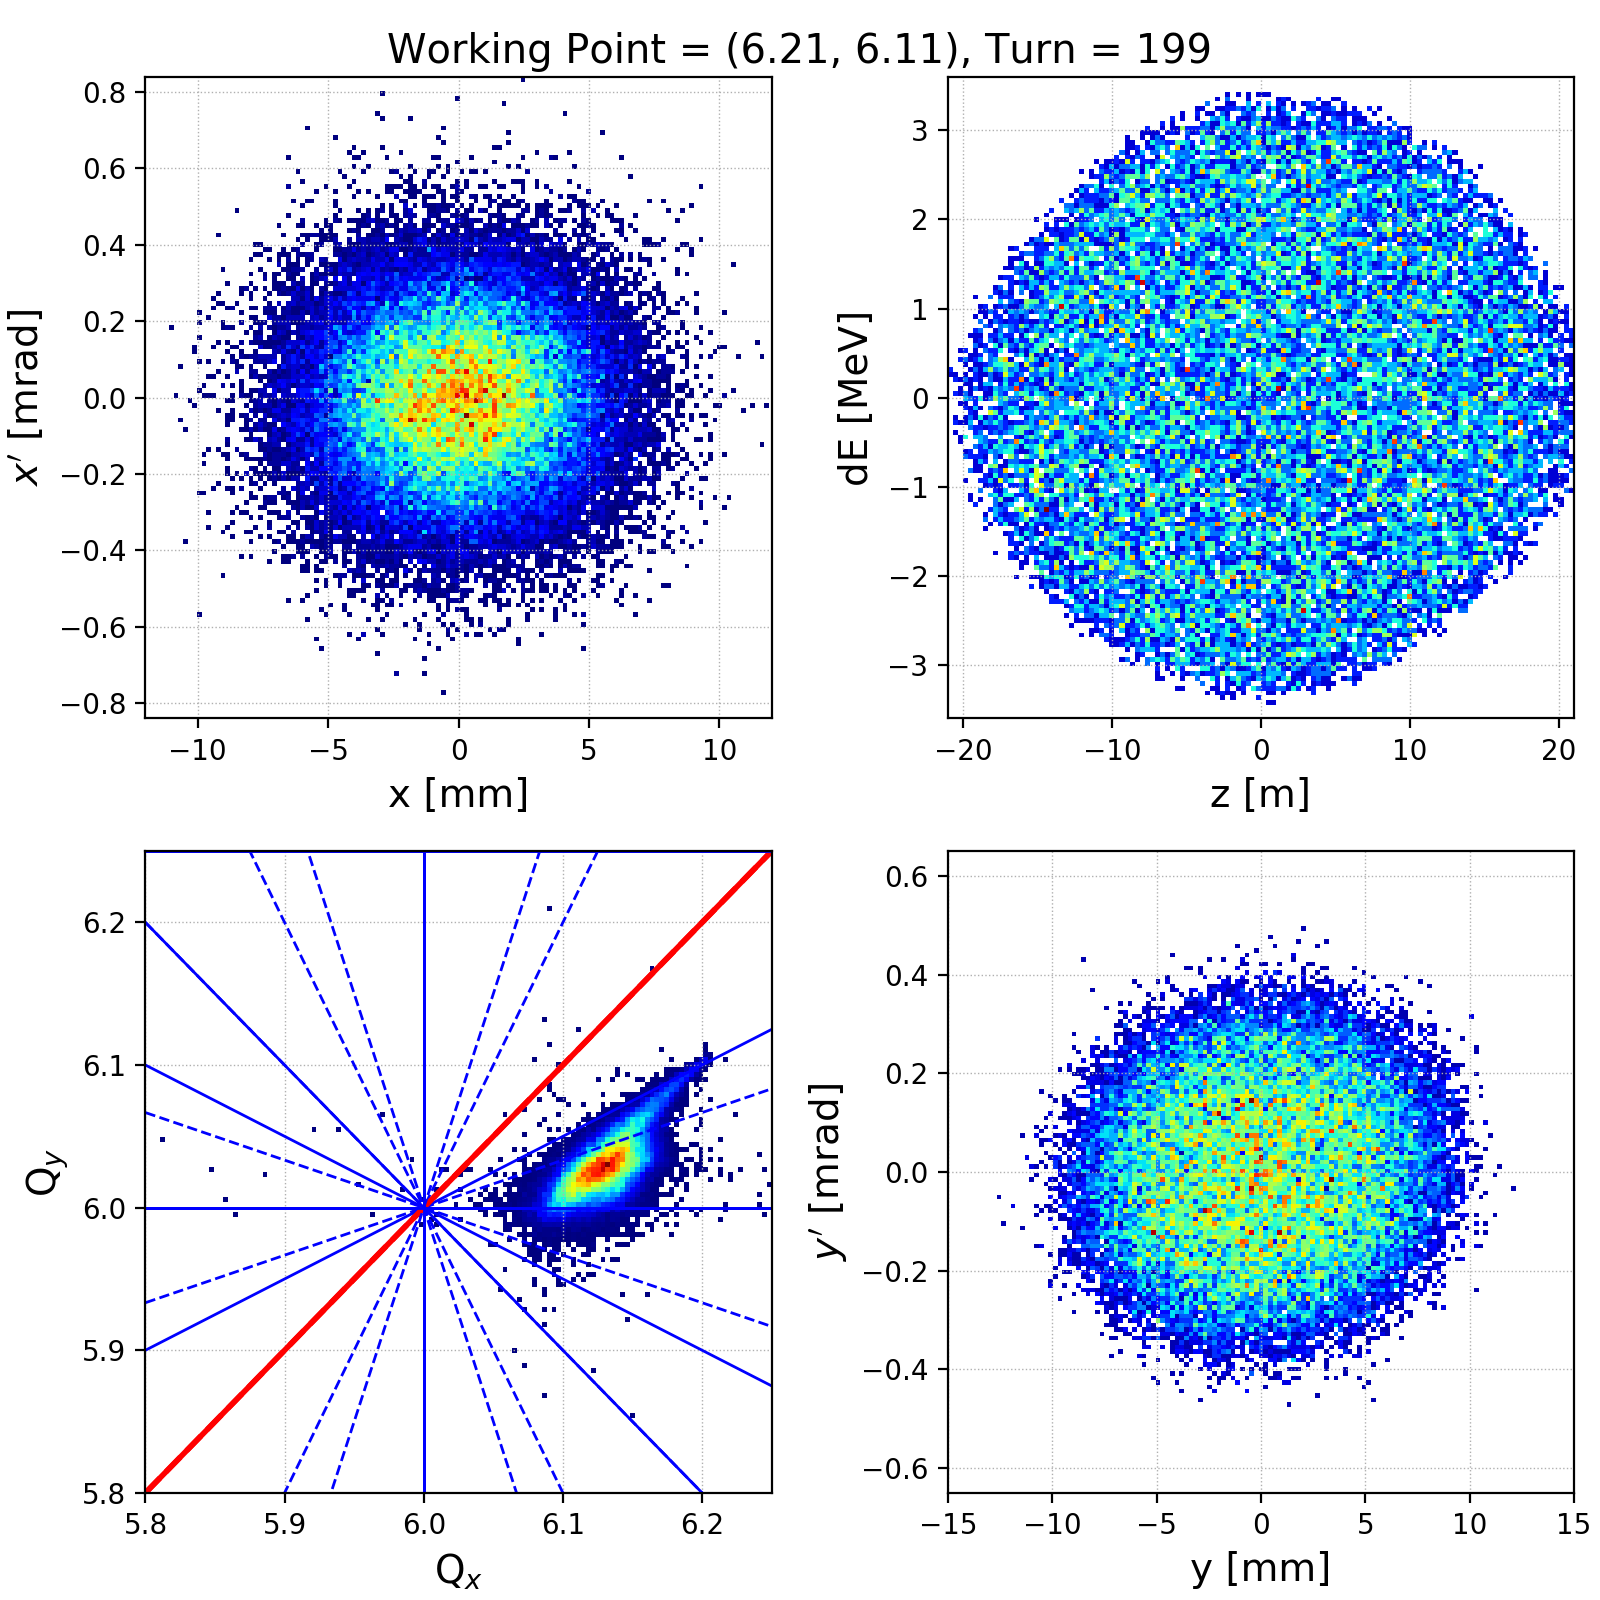 Working Point = (6.21, 6.11), Turn = 199
0.8
0.6
0.4
0.2
0.0
−0.2
−0.4
−0.6
−0.8
x′ [mrad]
−10 −5 0 5 10
x [mm]
3
2
1
0
−1
−2
−3
dE [MeV]
−20 −10 0 10 20
z [m]
6.2
6.1
6.0
5.9
5.8
Qy
5.8 5.9 6.0 6.1 6.2
Qx
0.6
0.4
0.2
0.0
−0.2
−0.4
−0.6
y′ [mrad]
−15 −10 −5 0 5 10 15
y [mm]